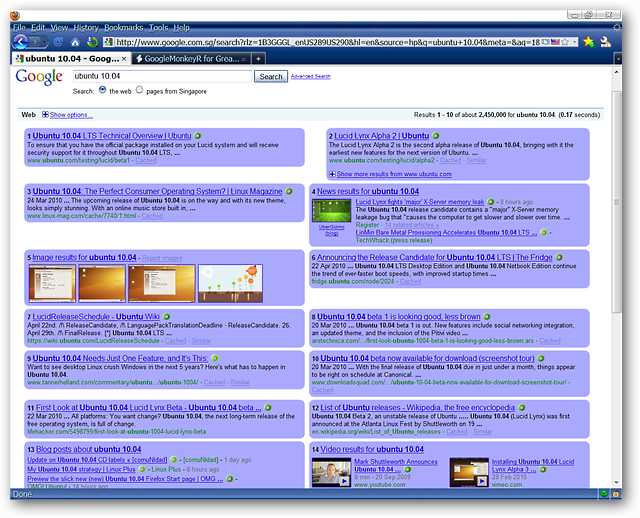 File Edit View History Bookmarks Tools Help
http://www.google.com.sg/search?rlz=1B3GGGL_enUS289US290&hl=en&source=hp&q=ubuntu+10.04&meta=&aq=18
ubuntu 10.04 - Goog... GoogleMonkeyR for Grea...
Google ubuntu 10.04 Search Advanced Search
Search: the web pages from Singapore
Web Show options... Results 1 - 10 of about 2,450,000 for ubuntu 10.04. (0.17 seconds)
1 Ubuntu 10.04 LTS Technical Overview | Ubuntu
To ensure that you have the official package installed on your Lucid system and will receive
security support for it throughout Ubuntu 10.04 LTS, ...
www.ubuntu.com/testing/lucid/beta1 - Cached
2 Lucid Lynx Alpha 2 | Ubuntu
The Lucid Lynx Alpha 2 is the second alpha release of Ubuntu 10.04, bringing with it the
earliest new features for the next version of Ubuntu. ...
www.ubuntu.com/testing/lucid/alpha2 - Cached - Similar
Show more results from www.ubuntu.com
3 Ubuntu 10.04: The Perfect Consumer Operating System? | Linux Magazine
24 Mar 2010 ... The upcoming release of Ubuntu 10.04 is on the way and with its new theme,
looks simply stunning. With an online music store built in, ...
www.linux-mag.com/cache/7740/1.html - Cached
4 News results for ubuntu 10.04
Lucid Lynx fights 'major' X-Server memory leak - 8 hours ago
The Ubuntu 10.04 release candidate contains a "major" X-Server memory
leakage bug that "causes the computer to get slower and slower over time. ...
Register - 14 related articles »
UberGizmo
(blog)
LinMin Bare Metal Provisioning Accelerates Ubuntu 10.04 LTS ... -
TechWhack (press release)
5 Image results for ubuntu 10.04 - Report images
6 Announcing the Release Candidate for Ubuntu 10.04 LTS | The Fridge
22 Apr 2010 ... Ubuntu 10.04 LTS Desktop Edition and Ubuntu 10.04 Netbook Edition continue
the trend of ever-faster boot speeds, with improved startup times ...
fridge.ubuntu.com/node/2024 - Cached
7 LucidReleaseSchedule - Ubuntu Wiki
April 22nd. /!\ ReleaseCandidate, /!\ LanguagePackTranslationDeadline · ReleaseCandidate. 26.
April 29th. /!\ FinalRelease. [*] Ubuntu 10.04 LTS ...
https://wiki.ubuntu.com/LucidReleaseSchedule - Cached - Similar
8 Ubuntu 10.04 beta 1 is looking good, less brown
20 Mar 2010 ... Ubuntu 10.04 beta 1 is out. New features include social networking integration,
an updated theme, and the inclusion of the Pitivi video ...
arstechnica.com/.../first-look-ubuntu-1004-beta-1-is-looking-good-less-brown.ars - Cached
9 Ubuntu 10.04 Needs Just One Feature, and It's This:
Want to see desktop Linux crush Windows in the next 5 years? Here's what has to happen in
Ubuntu 10.04.
www.tannerhelland.com/commentary/ubuntu.../ubuntu-1004/ - Cached - Similar
10 Ubuntu 10.04 beta now available for download (screenshot tour)
20 Mar 2010 ... With the final release of Ubuntu 10.04 due in just under a month, things appear
to be right on schedule at Canonical. ...
www.downloadsquad.com/.../ubuntu-10-04-beta-now-available-for-download-screenshot-tour/
11 First Look at Ubuntu 10.04 Lucid Lynx Beta - Ubuntu 10.04 beta ...
22 Mar 2010 ... All platforms: You want change? Ubuntu 10.04, the next long-term release of the
free operating system, is full of change.
lifehacker.com/5498799/first-look-at-ubuntu-1004-lucid-lynx-beta
12 List of Ubuntu releases - Wikipedia, the free encyclopedia
Ubuntu 10.04, an beta unreleased version of Ubuntu ..... Ubuntu 10.04 (Lucid Lynx) was first
announced at the Atlanta Linux Fest by Shuttleworth on 19 ...
en.wikipedia.org/wiki/List_of_Ubuntu_releases - Cached - Similar
13 Blog posts about ubuntu 10.04
Update on Ubuntu 10.04 CD labels « [comuNIdad] - [comuNIdad] - 1 day ago
My Ubuntu 10.04 strategy | Linux Plus - Linux Plus - 6 hours ago
Preview the slick new (new) Ubuntu 10.04 Firefox Start page | OMG ... -
14 Video results for ubuntu 10.04
Mark Shuttleworth Announces
Ubuntu 10.04 ...
9 min - 20 Sep 2009
www.youtube.com
Installing Ubuntu 10.04 Lucid
Lynx Alpha 3 ...
28 Feb 2010
vimeo.com
Done